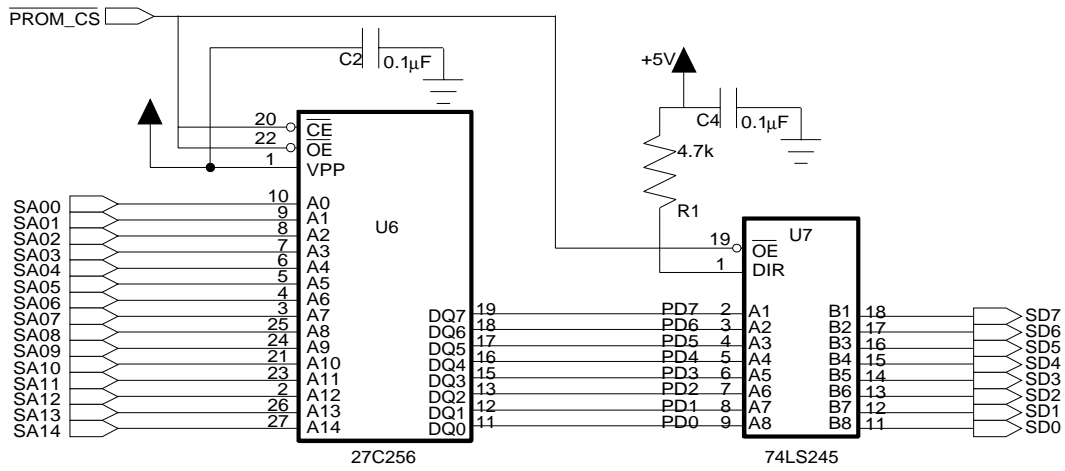 PROM_CS
C2
0.1µF
+5V
C4
0.1µF
4.7k
R1
20
CE
22
OE
1
VPP
U6
SA00 10 A0
SA01 9 A1
SA02 8 A2
SA03 7 A3
SA04 6 A4
SA05 5 A5
SA06 4 A6
SA07 3 A7
SA08 25 A8
SA09 24 A9
SA10 21 A10
SA11 23 A11
SA12 2 A12
SA13 26 A13
SA14 27 A14
27C256
U7
19
OE
1
DIR
DQ7 19 PD7 2 A1 B1 18 SD7
DQ6 18 PD6 3 A2 B2 17 SD6
DQ5 17 PD5 4 A3 B3 16 SD5
DQ4 16 PD4 5 A4 B4 15 SD4
DQ3 15 PD3 6 A5 B5 14 SD3
DQ2 13 PD2 7 A6 B6 13 SD2
DQ1 12 PD1 8 A7 B7 12 SD1
DQ0 11 PD0 9 A8 B8 11 SD0
74LS245